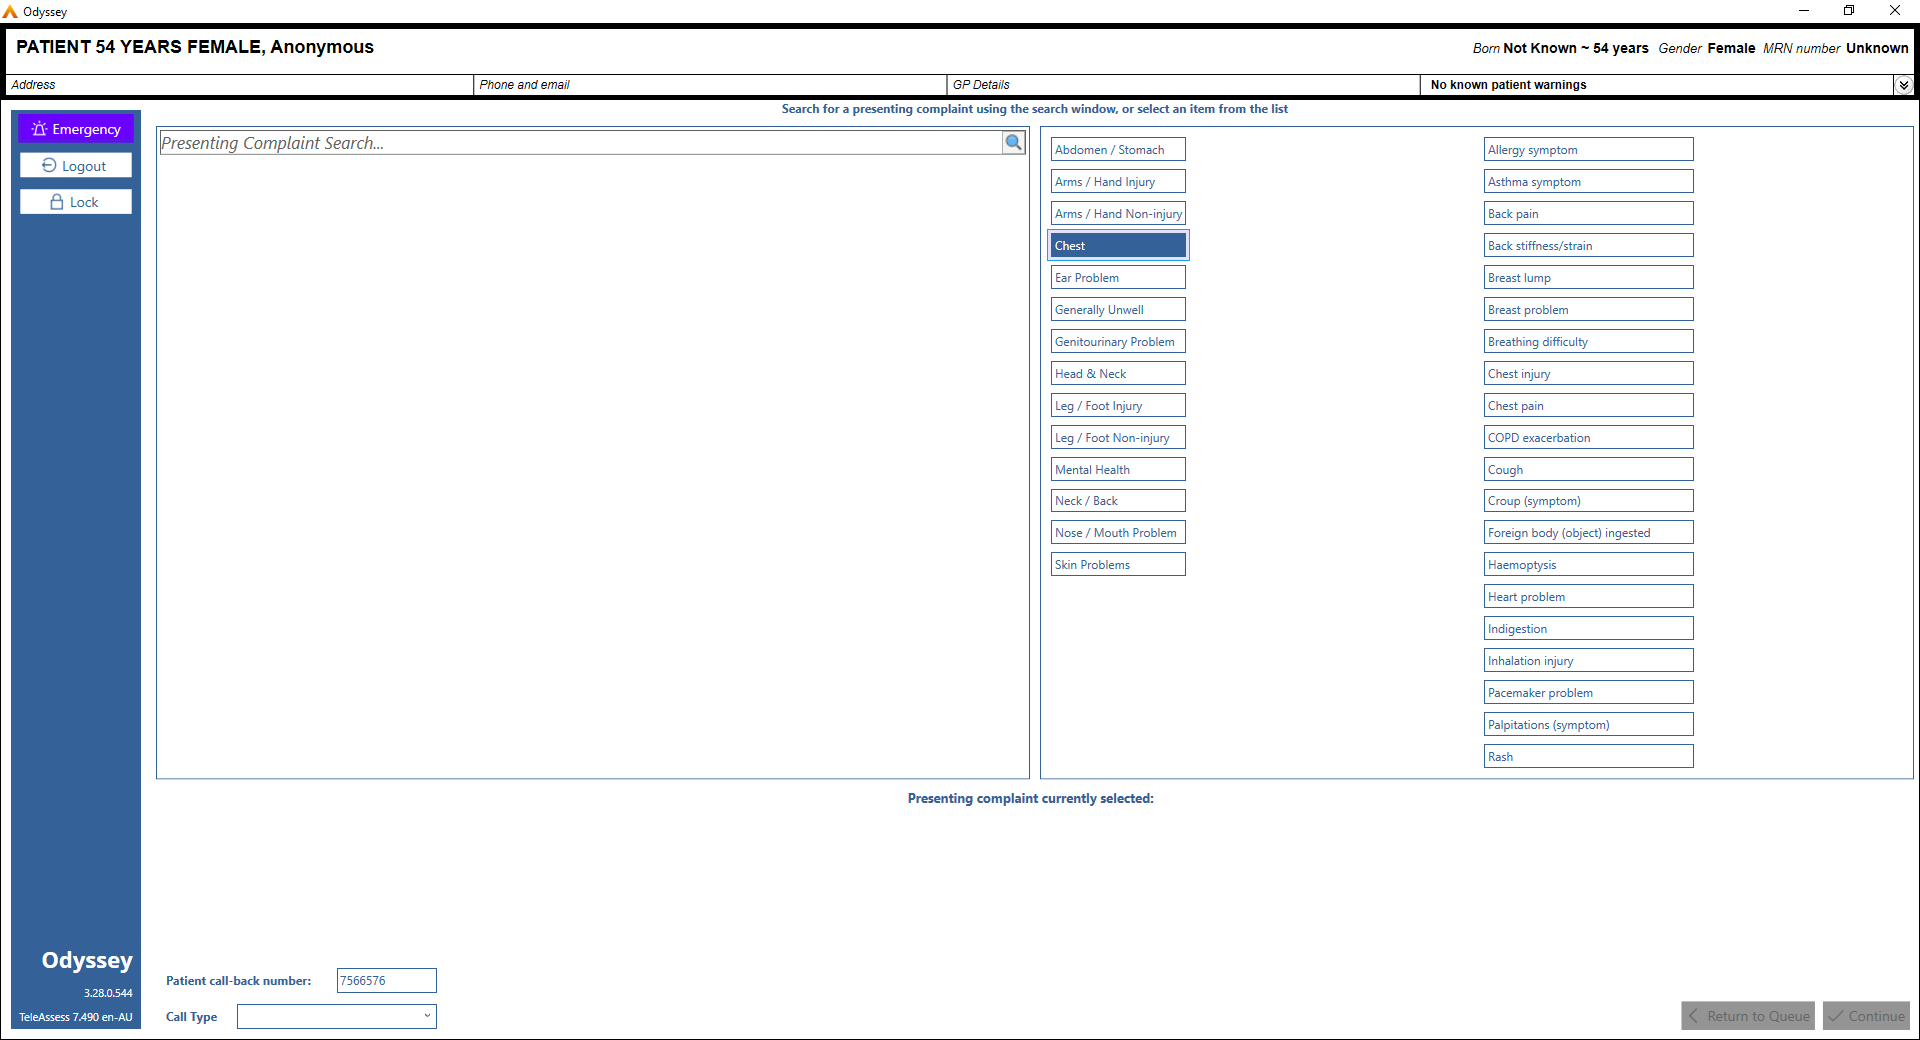 Odyssey
PATIENT 54 YEARS FEMALE, Anonymous
Born Not Known ~ 54 years Gender Female MRN number Unknown
Address
Phone and email
GP Details
No known patient warnings
Search for a presenting complaint using the search window, or select an item from the list
Emergency
Logout
Lock
Presenting Complaint Search...
Abdomen / Stomach
Arms / Hand Injury
Arms / Hand Non-injury
Chest
Ear Problem
Generally Unwell
Genitourinary Problem
Head & Neck
Leg / Foot Injury
Leg / Foot Non-injury
Mental Health
Neck / Back
Nose / Mouth Problem
Skin Problems
Allergy symptom
Asthma symptom
Back pain
Back stiffness/strain
Breast lump
Breast problem
Breathing difficulty
Chest injury
Chest pain
COPD exacerbation
Cough
Croup (symptom)
Foreign body (object) ingested
Haemoptysis
Heart problem
Indigestion
Inhalation injury
Pacemaker problem
Palpitations (symptom)
Rash
Presenting complaint currently selected:
Odyssey
3.28.0.544
TeleAssess 7.490 en-AU
Patient call-back number: 7566576
Call Type
Return to Queue
Continue